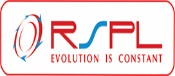 RSPL
EVOLUTION IS CONSTANT